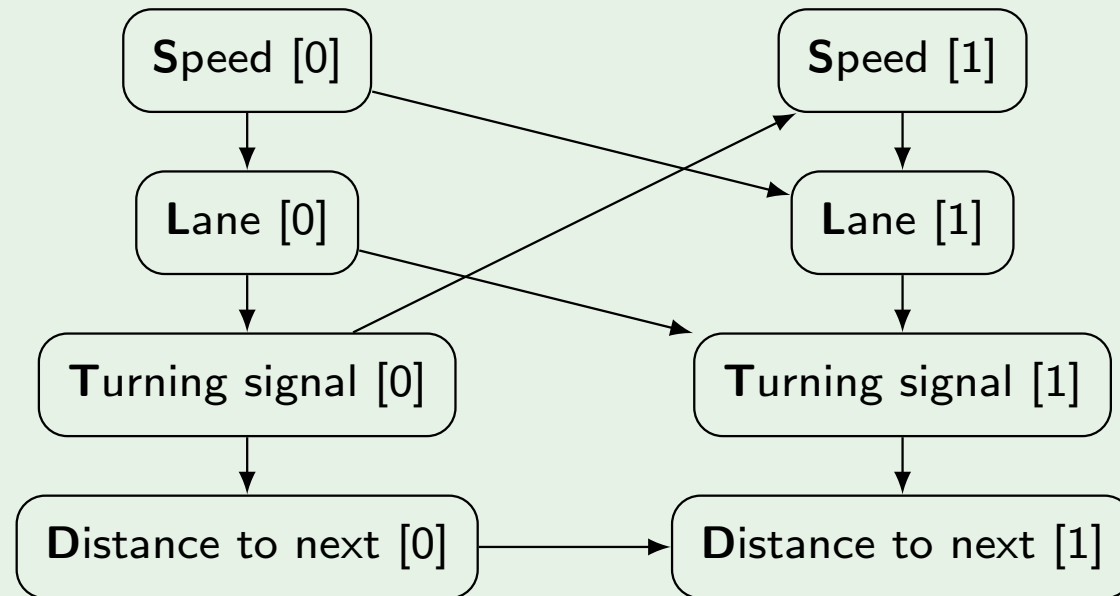 Speed [0]
Speed [1]
Lane [0]
Lane [1]
Turning signal [0]
Turning signal [1]
Distance to next [0]
Distance to next [1]